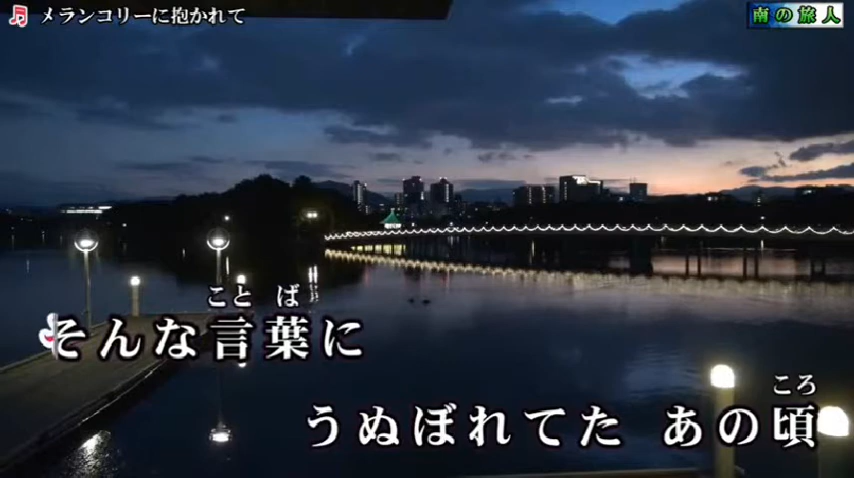 メランコリーに抱かれて
南の旅人
ことば
そんな言葉に
ころ
うぬぼれてた あの頃